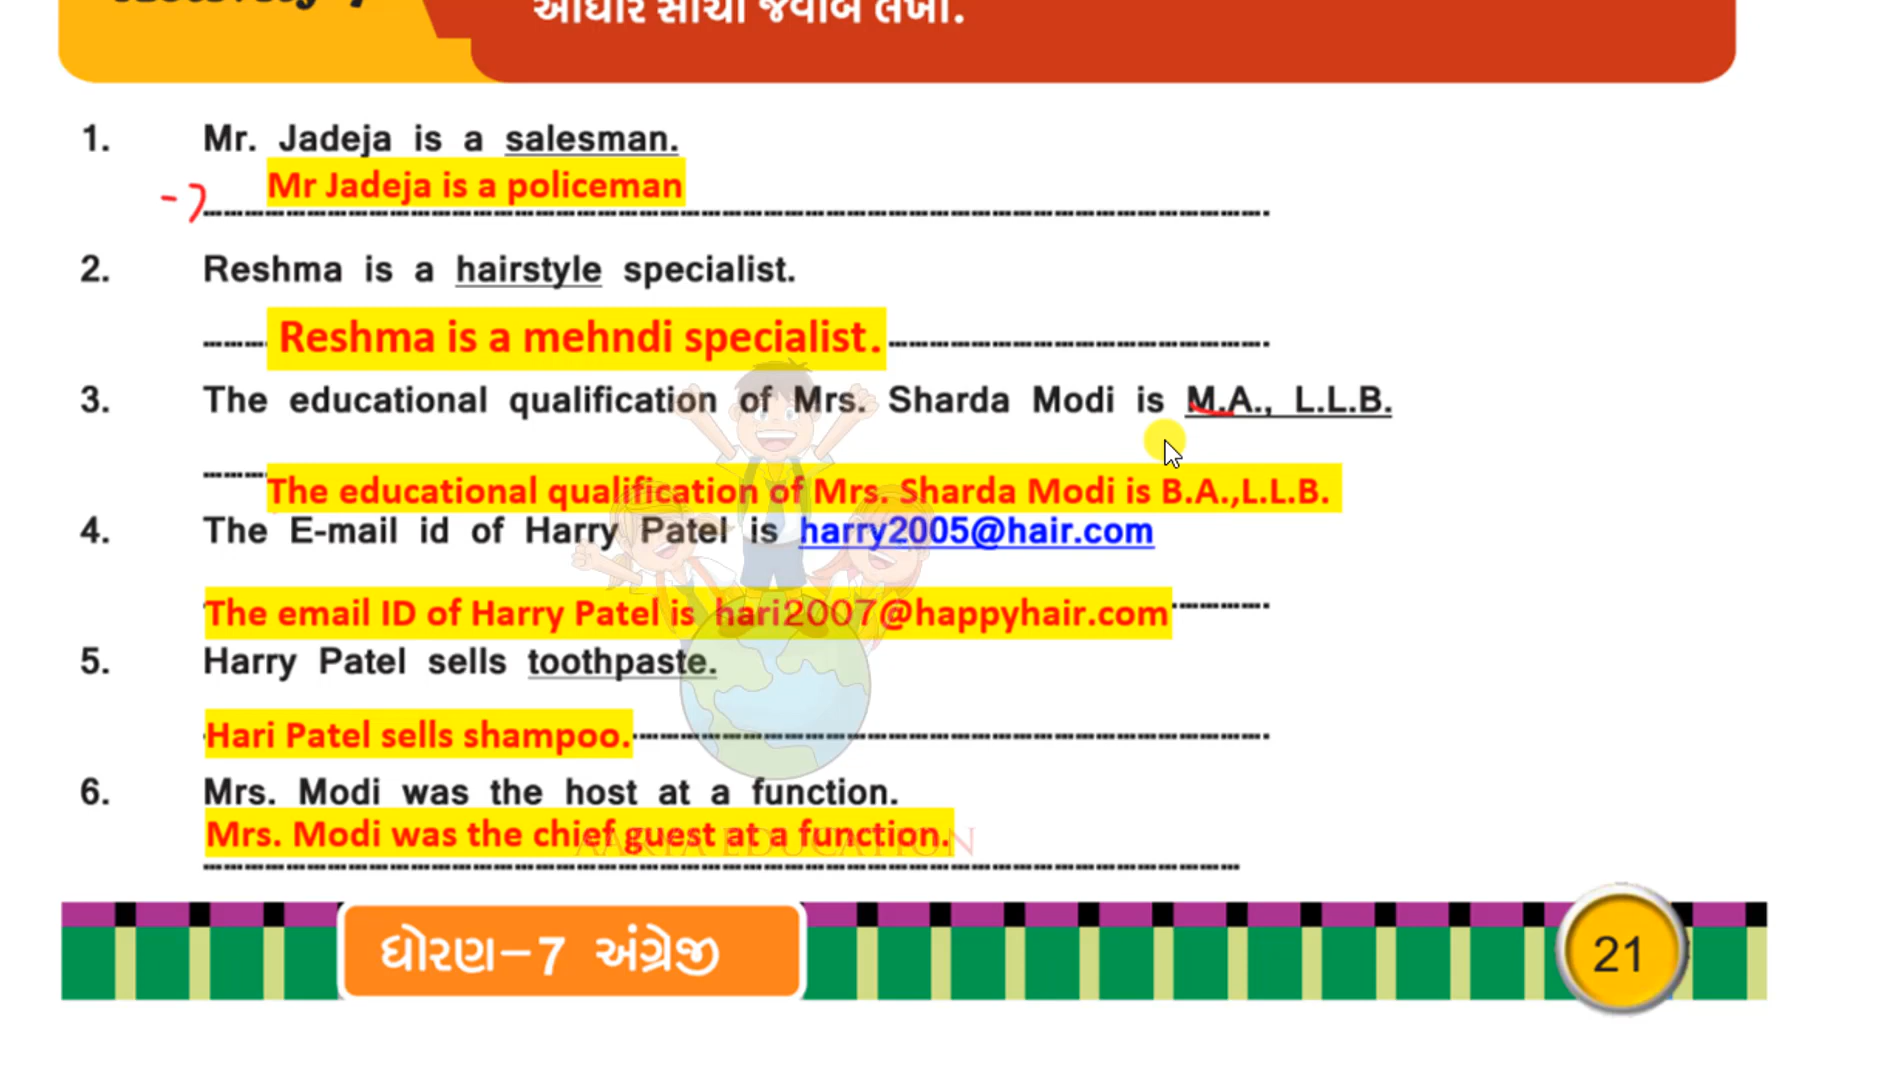 આધારે સાચા જવાબ લખો.
1. Mr. Jadeja is a salesman.
Mr Jadeja is a policeman
2. Reshma is a hairstyle specialist.
Reshma is a mehndi specialist.
3. The educational qualification of Mrs. Sharda Modi is M.A., L.L.B.
The educational qualification of Mrs. Sharda Modi is B.A.,L.L.B.
4. The E-mail id of Harry Patel is harry2005@hair.com
The email ID of Harry Patel is hari2007@happyhair.com
5. Harry Patel sells toothpaste.
Hari Patel sells shampoo.
6. Mrs. Modi was the host at a function.
Mrs. Modi was the chief guest at a function.
AARYA EDUCATION
ધોરણ-7 અંગ્રેજી
21